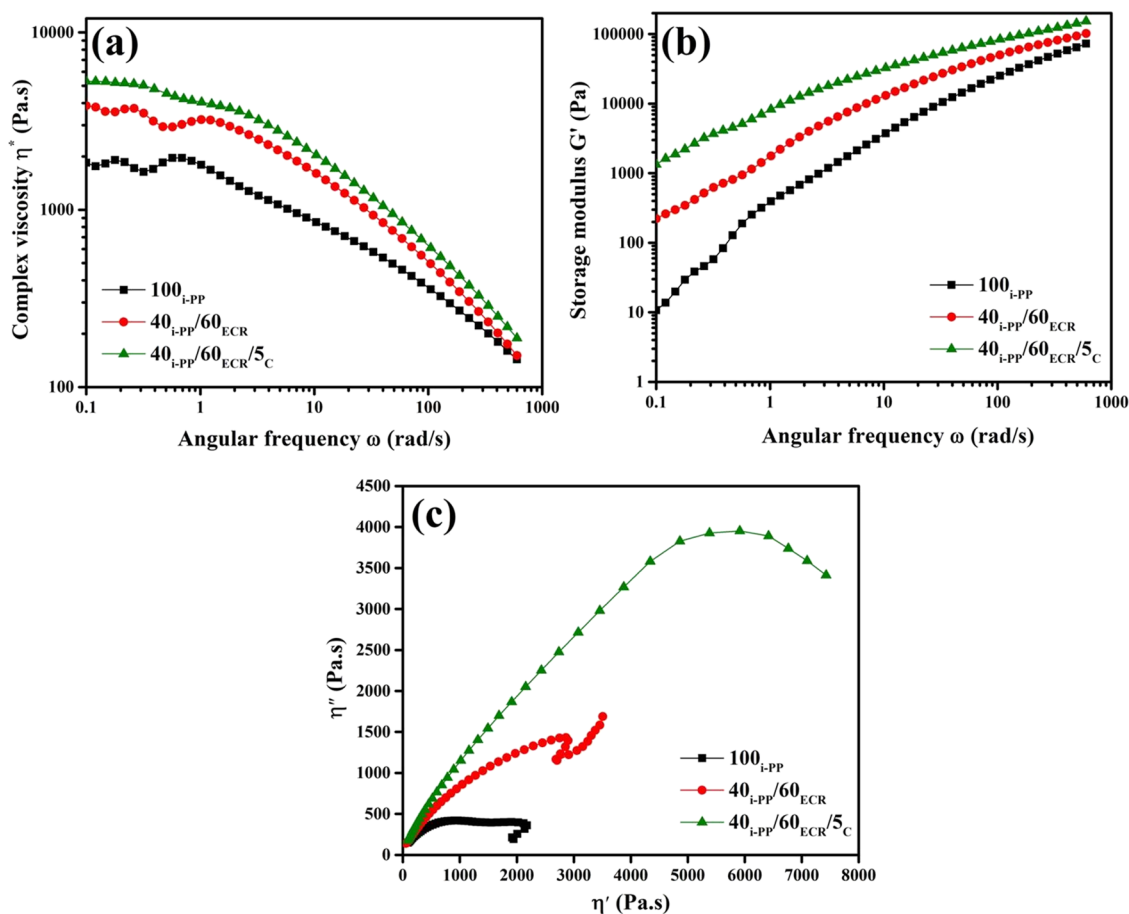 (a)
Complex viscosity η* (Pa.s)
10000
1000
100
100i-PP
40i-PP/60ECR
40i-PP/60ECR/5C
0.1 1 10 100 1000
Angular frequency ω (rad/s)
(b)
Storage modulus G' (Pa)
100000
10000
1000
100
10
1
100i-PP
40i-PP/60ECR
40i-PP/60ECR/5C
0.1 1 10 100 1000
Angular frequency ω (rad/s)
(c)
η″ (Pa.s)
4500
4000
3500
3000
2500
2000
1500
1000
500
0
100i-PP
40i-PP/60ECR
40i-PP/60ECR/5C
0 1000 2000 3000 4000 5000 6000 7000 8000
η′ (Pa.s)